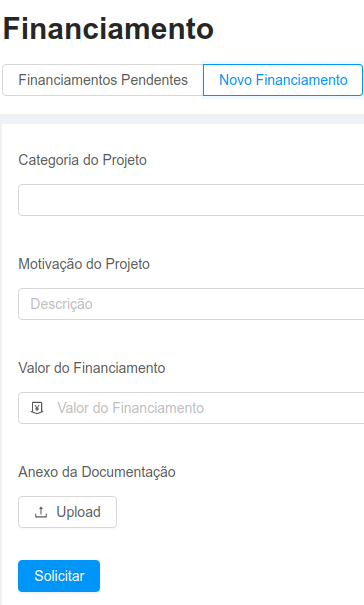 Financiamento
Financiamentos Pendentes Novo Financiamento
Categoria do Projeto
Motivação do Projeto
Descrição
Valor do Financiamento
Valor do Financiamento
Anexo da Documentação
Upload
Solicitar